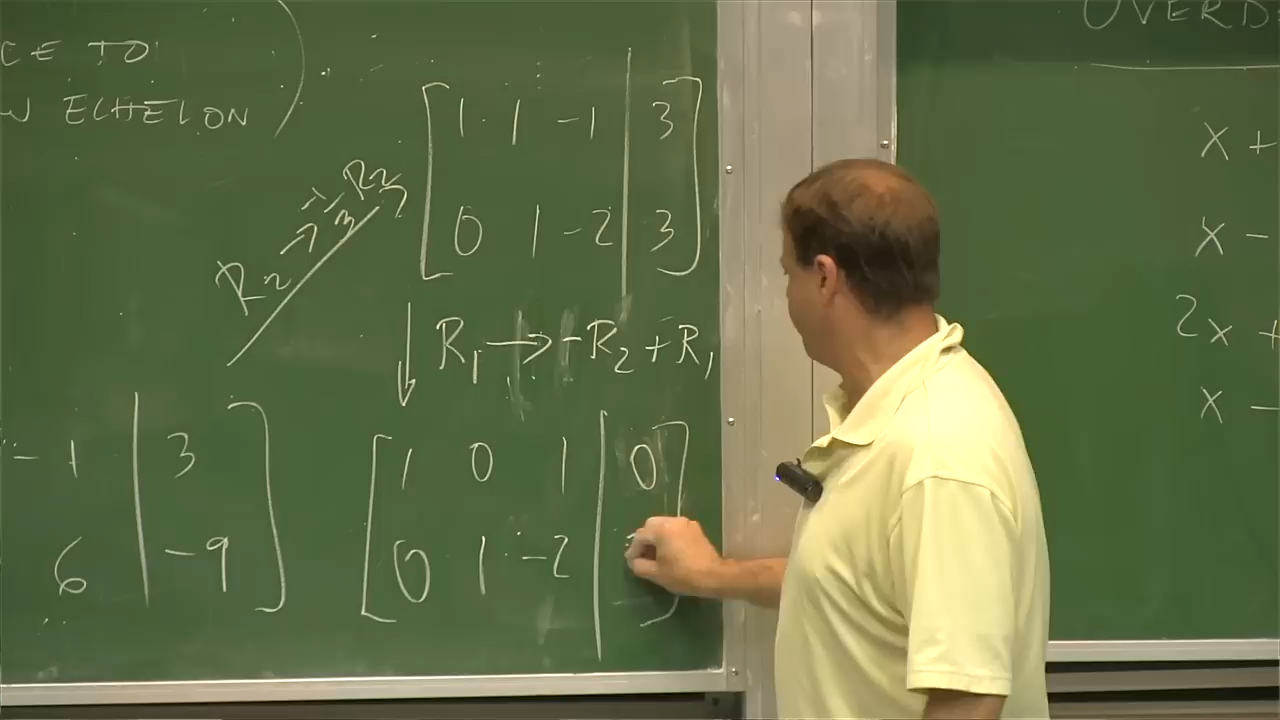 CE TO
W ECHELON
1 1 -1 | 3
0 1 -2 | 3
R2 → -1/3 R2
R1 → -R2 + R1
-1 | 3
6 | -9
1 0 1 | 0
0 1 -2 |
OVERD
x +
x -
2x +
x -